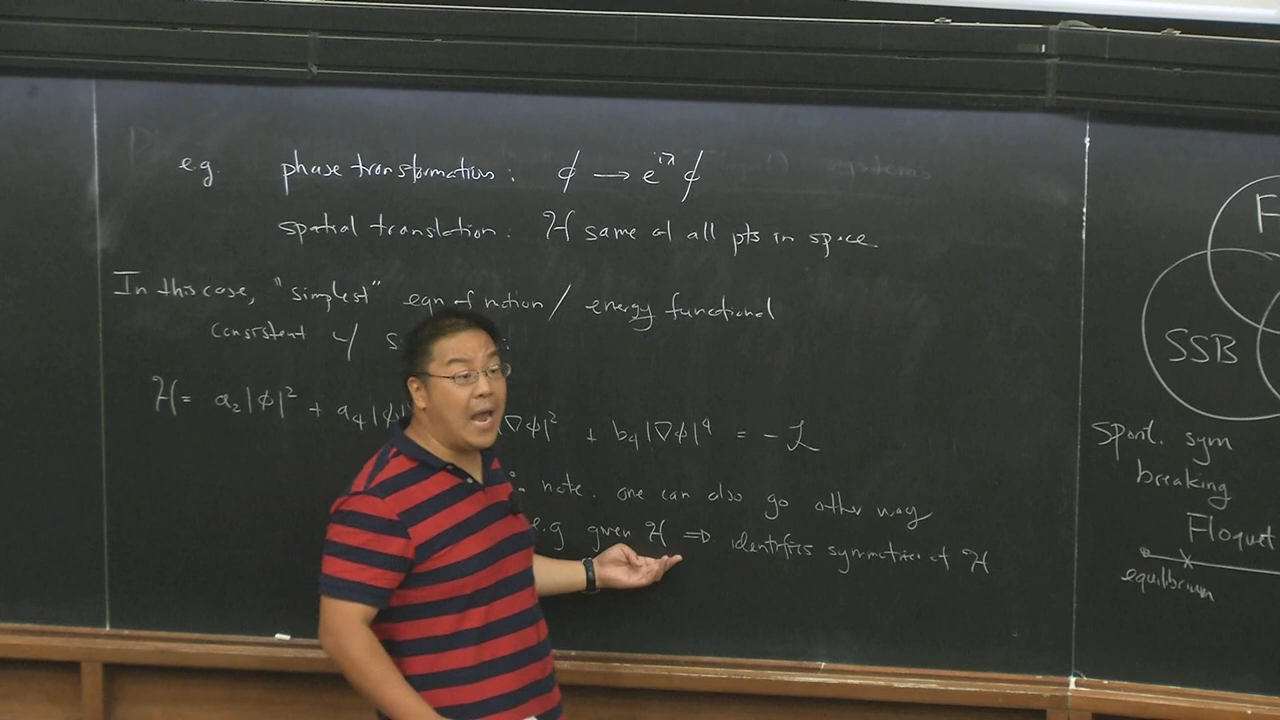 e.g. phase transformations: ϕ → e^{iλ} ϕ
spatial translation: ℋ same at all pts in space
In this case, "simplest" eqn of motion / energy functional
consistent w/ s
ℋ = a₂|ϕ|² + a₄|ϕ| ∇ϕ|² + b₄|∇ϕ|⁴ = -ℒ
note. one can also go other way
e.g given ℋ ⇒ identifies symmetries of ℋ
F
SSB
Spont. sym
breaking
Floquet
equilibrium